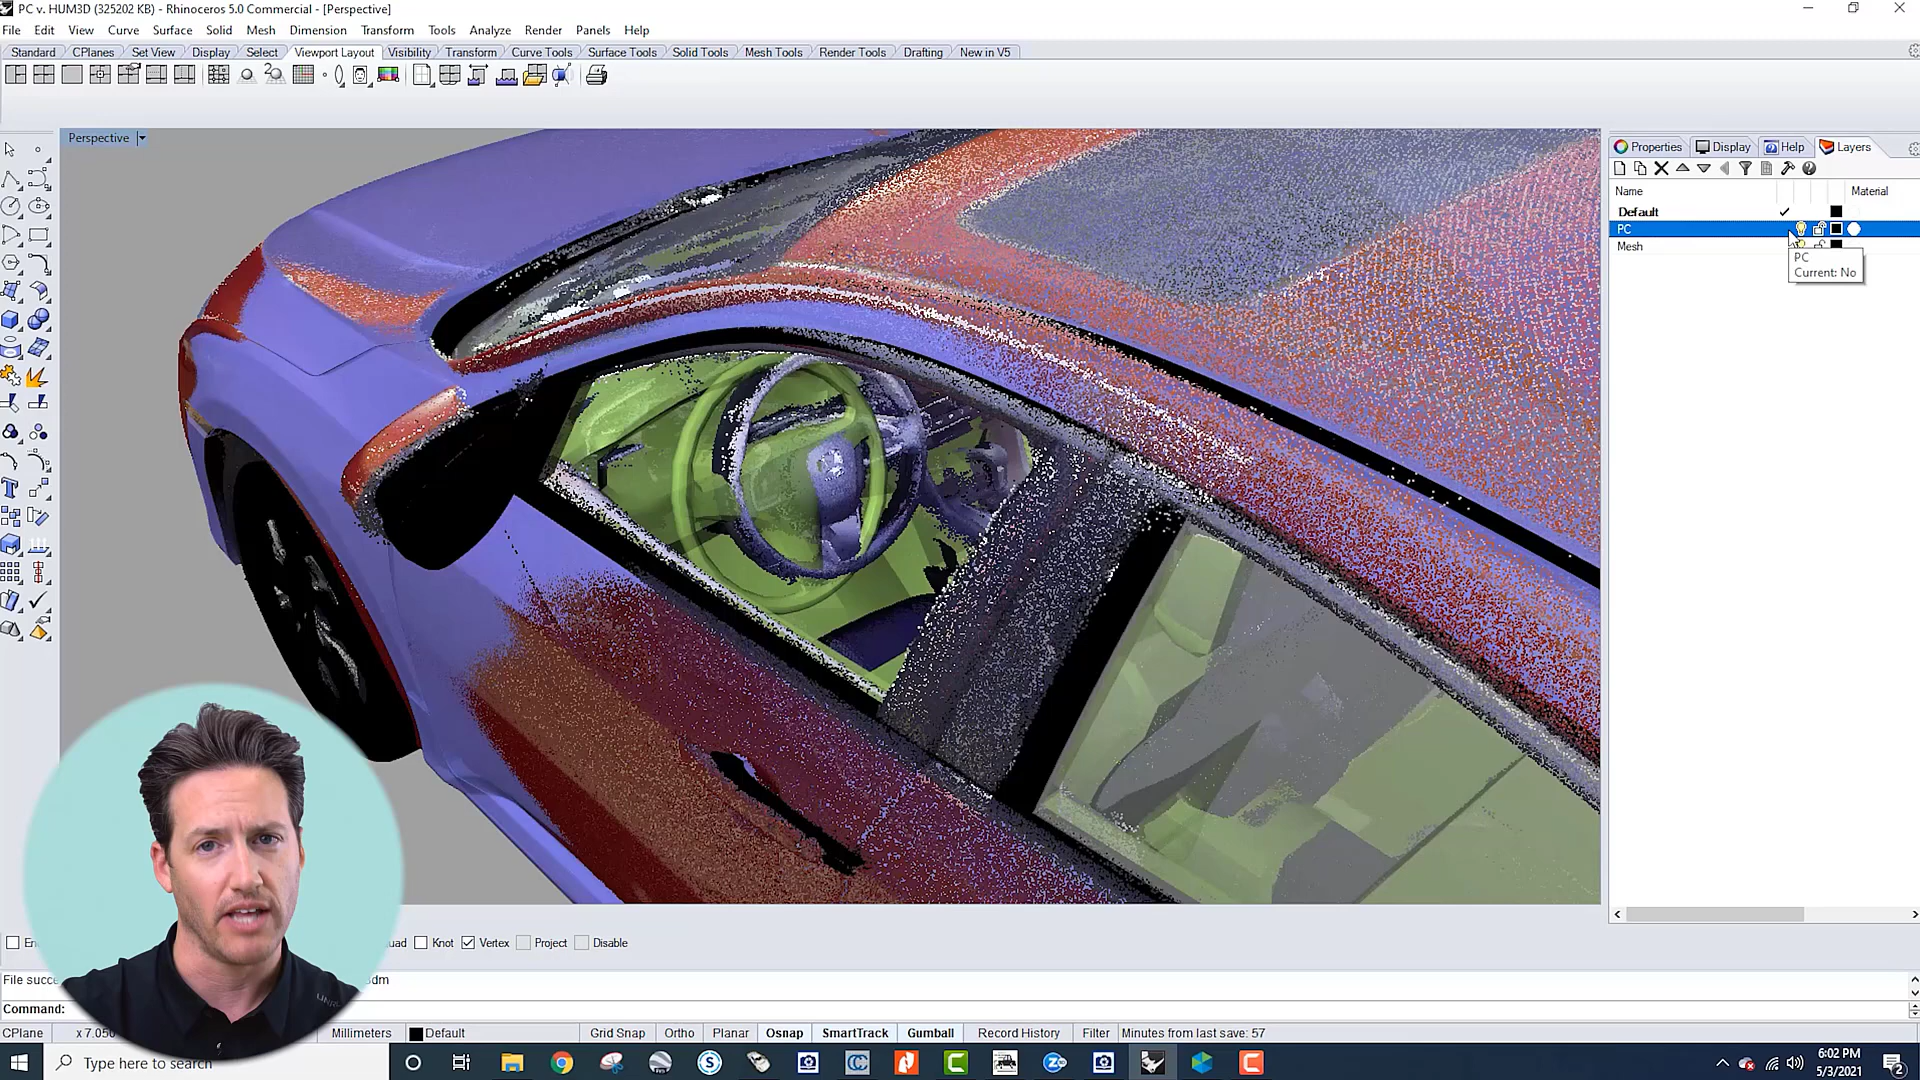 PC v. HUM3D (325202 KB) - Rhinoceros 5.0 Commercial - [Perspective]
File Edit View Curve Surface Solid Mesh Dimension Transform Tools Analyze Render Panels Help
Standard CPlanes Set View Display Select Viewport Layout Visibility Transform Curve Tools Surface Tools Solid Tools Mesh Tools Render Tools Drafting New in V5
Perspective
Properties Display Help Layers
Name Material
Default
PC
Mesh
PC
Current: No
Knot Vertex Project Disable
File succ
Command:
CPlane x 7.050 Millimeters Default Grid Snap Ortho Planar Osnap SmartTrack Gumball Record History Filter Minutes from last save: 57
Type here to search
6:02 PM
5/3/2021
2